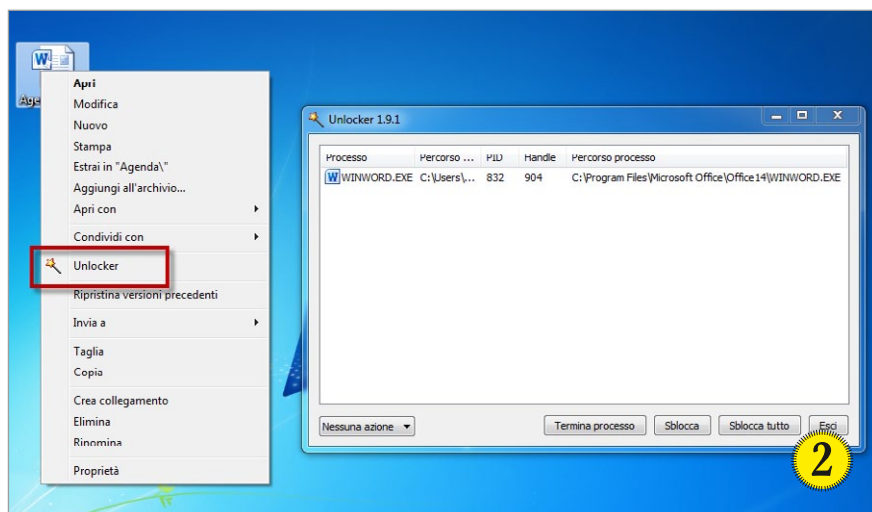 Apri
Modifica
Nuovo
Stampa
Estrai in "Agenda\"
Aggiungi all'archivio...
Apri con
Condividi con
Unlocker
Ripristina versioni precedenti
Invia a
Taglia
Copia
Crea collegamento
Elimina
Rinomina
Proprietà
Unlocker 1.9.1
Processo Percorso ... PID Handle Percorso processo
WINWORD.EXE C:\Users\... 832 904 C:\Program Files\Microsoft Office\Office14\WINWORD.EXE
Nessuna azione Termina processo Sblocca Sblocca tutto Esci
2